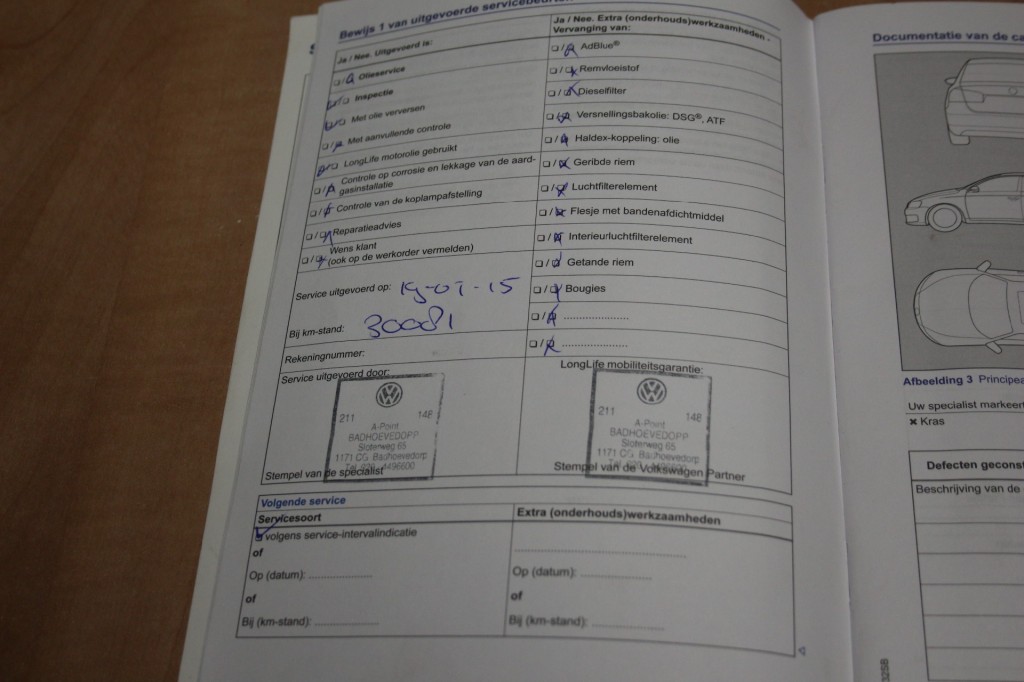 Bewijs 1 van uitgevoerde
Ja / Nee. Uitgevoerd is:
Olieservice
Inspectie
Met olie verversen
Met aanvullende controle
LongLife motorolie gebruikt
Controle op corrosie en lekkage van de aard-
gasinstallatie
Controle van de koplampafstelling
Reparatieadvies
Wens klant
(ook op de werkorder vermelden)
Service uitgevoerd op: 19-07-15
Bij km-stand: 30081
Rekeningnummer:
Service uitgevoerd door:
211 148
A-Point
BADHOEVEDORP
Sloterweg 65
1171 CG Badhoevedorp
Stempel van de specialist
Ja / Nee. Extra (onderhouds)werkzaamheden -
Vervanging van:
AdBlue®
Remvloeistof
Dieselfilter
Versnellingsbakolie: DSG®, ATF
Haldex-koppeling: olie
Geribde riem
Luchtfilterelement
Flesje met bandenafdichtmiddel
Interieurluchtfilterelement
Getande riem
Bougies
LongLife mobiliteitsgarantie:
211 148
A-Point
BADHOEVEDORP
Sloterweg 65
1171 CG Badhoevedorp
Stempel van de Volkswagen Partner
Volgende service
Servicesoort
volgens service-intervalindicatie
of
Op (datum):
of
Bij (km-stand):
Extra (onderhouds)werkzaamheden
Op (datum):
of
Bij (km-stand):
Documentatie van de
Afbeelding 3
Uw specialist
× Kras
Defecten
Beschrijving van de